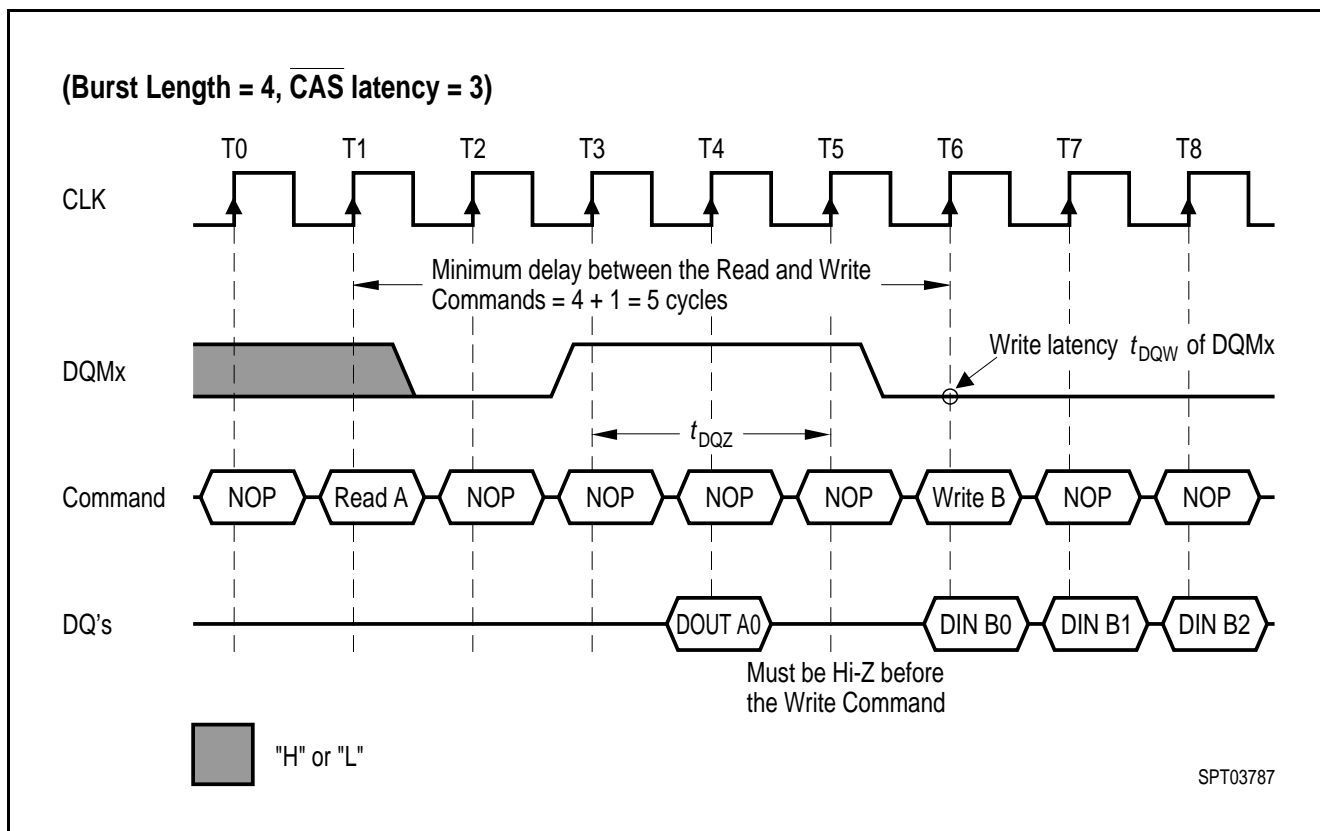 (Burst Length = 4, CAS latency = 3)
T0 T1 T2 T3 T4 T5 T6 T7 T8
CLK
Minimum delay between the Read and Write
Commands = 4 + 1 = 5 cycles
Write latency tDQW of DQMx
DQMx
tDQZ
Command NOP Read A NOP NOP NOP NOP Write B NOP NOP
DQ's DOUT A0 DIN B0 DIN B1 DIN B2
Must be Hi-Z before
the Write Command
"H" or "L"
SPT03787